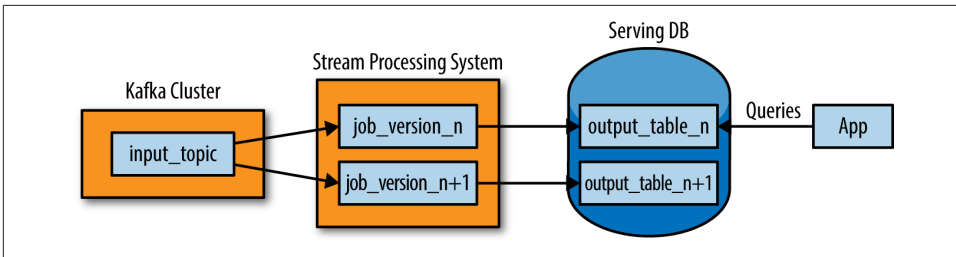 Serving DB
Stream Processing System
Kafka Cluster
job_version_n
output_table_n
Queries
App
input_topic
job_version_n+1
output_table_n+1